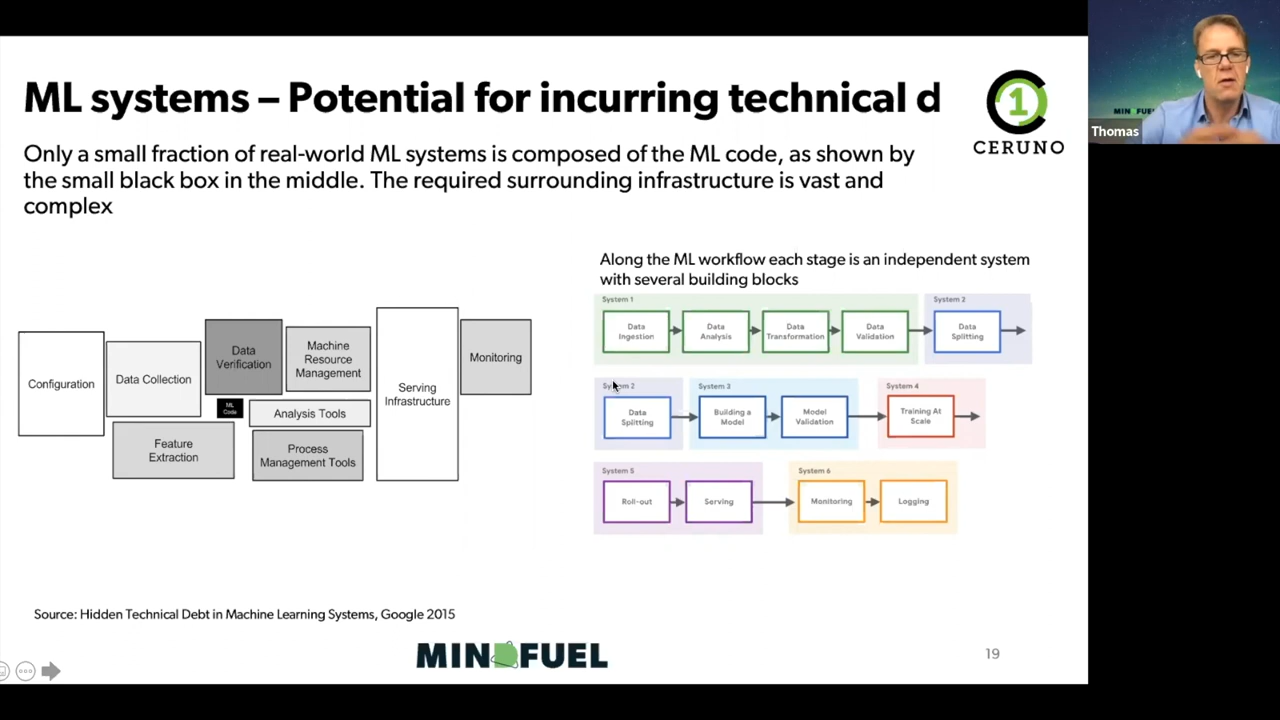 ML systems – Potential for incurring technical d
1
CERUNO
Only a small fraction of real-world ML systems is composed of the ML code, as shown by
the small black box in the middle. The required surrounding infrastructure is vast and
complex
Configuration
Data Collection
Data
Verification
Machine
Resource
Management
ML
Code
Analysis Tools
Feature
Extraction
Process
Management Tools
Serving
Infrastructure
Monitoring
Along the ML workflow each stage is an independent system
with several building blocks
System 1
Data
Ingestion
Data
Analysis
Data
Transformation
Data
Validation
System 2
Data
Splitting
System 2
Data
Splitting
System 3
Building a
Model
Model
Validation
System 4
Training At
Scale
System 5
Roll-out
Serving
System 6
Monitoring
Logging
Source: Hidden Technical Debt in Machine Learning Systems, Google 2015
MINDFUEL
19
MINDFUEL
Thomas